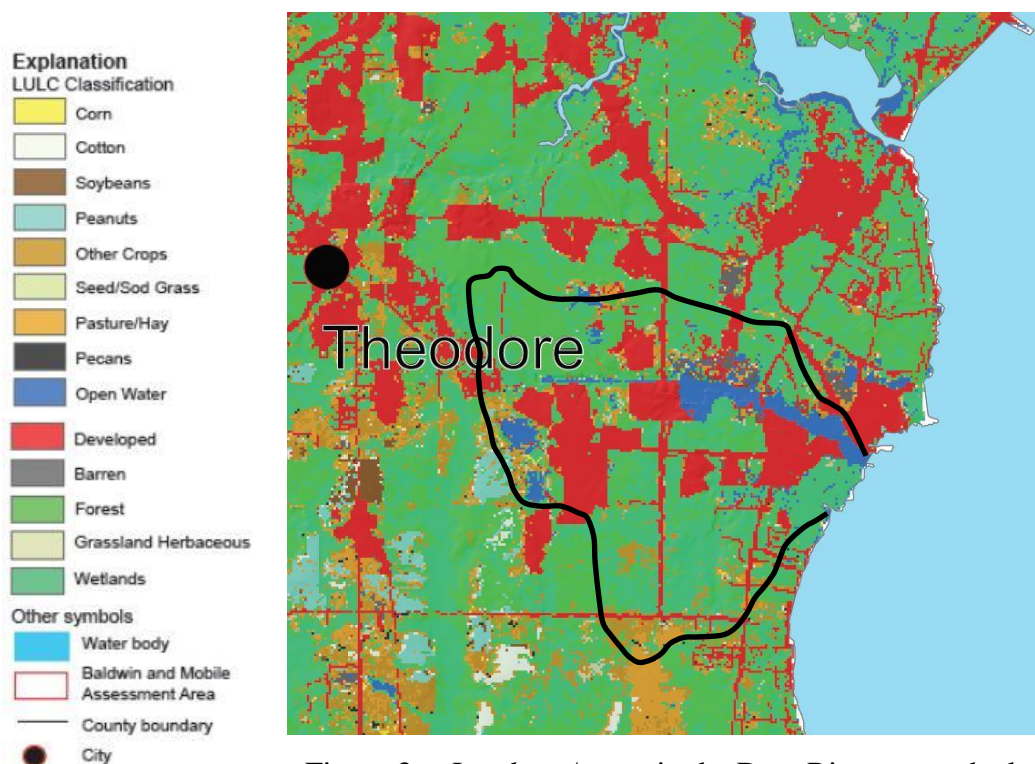 Explanation
LULC Classification
Corn
Cotton
Soybeans
Peanuts
Other Crops
Seed/Sod Grass
Pasture/Hay
Pecans
Open Water
Developed
Barren
Forest
Grassland Herbaceous
Wetlands
Other symbols
Water body
Baldwin and Mobile
Assessment Area
County boundary
City
Theodore